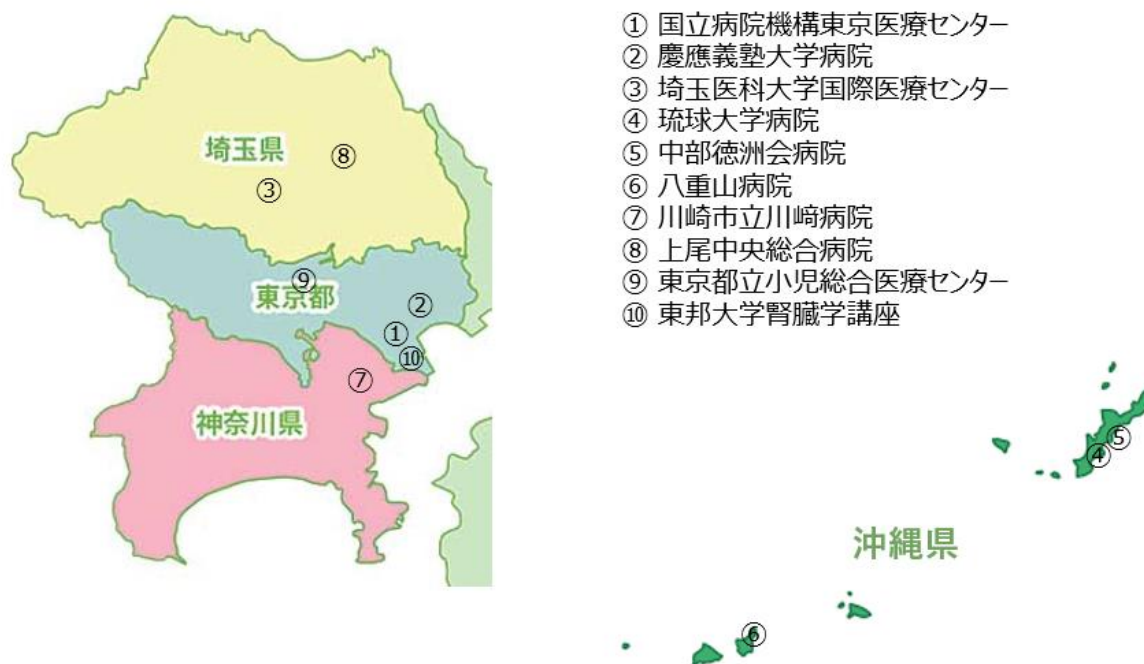 ① 国立病院機構東京医療センター
② 慶應義塾大学病院
③ 埼玉医科大学国際医療センター
④ 琉球大学病院
⑤ 中部徳洲会病院
⑥ 八重山病院
⑦ 川崎市立川﨑病院
⑧ 上尾中央総合病院
⑨ 東京都立小児総合医療センター
⑩ 東邦大学腎臓学講座
埼玉県
⑧
③
⑨
東京都
②
①
⑩
⑦
神奈川県
⑤
④
沖縄県
⑥